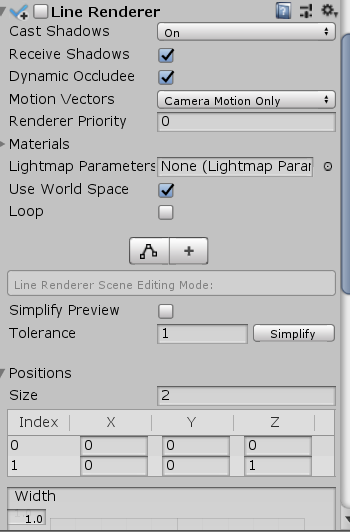 Line Renderer
Cast Shadows On
Receive Shadows
Dynamic Occludee
Motion Vectors Camera Motion Only
Renderer Priority 0
Materials
Lightmap Parameters None (Lightmap Para
Use World Space
Loop
Line Renderer Scene Editing Mode:
Simplify Preview
Tolerance 1 Simplify
Positions
Size 2
Index X Y Z
0 0 0 0
1 0 0 1
Width
1.0